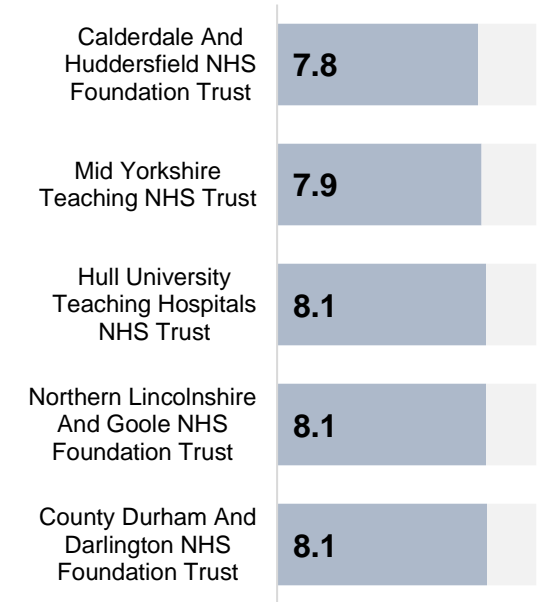 Calderdale And
Huddersfield NHS
Foundation Trust
7.8
Mid Yorkshire
Teaching NHS Trust
7.9
Hull University
Teaching Hospitals
NHS Trust
8.1
Northern Lincolnshire
And Goole NHS
Foundation Trust
8.1
County Durham And
Darlington NHS
Foundation Trust
8.1